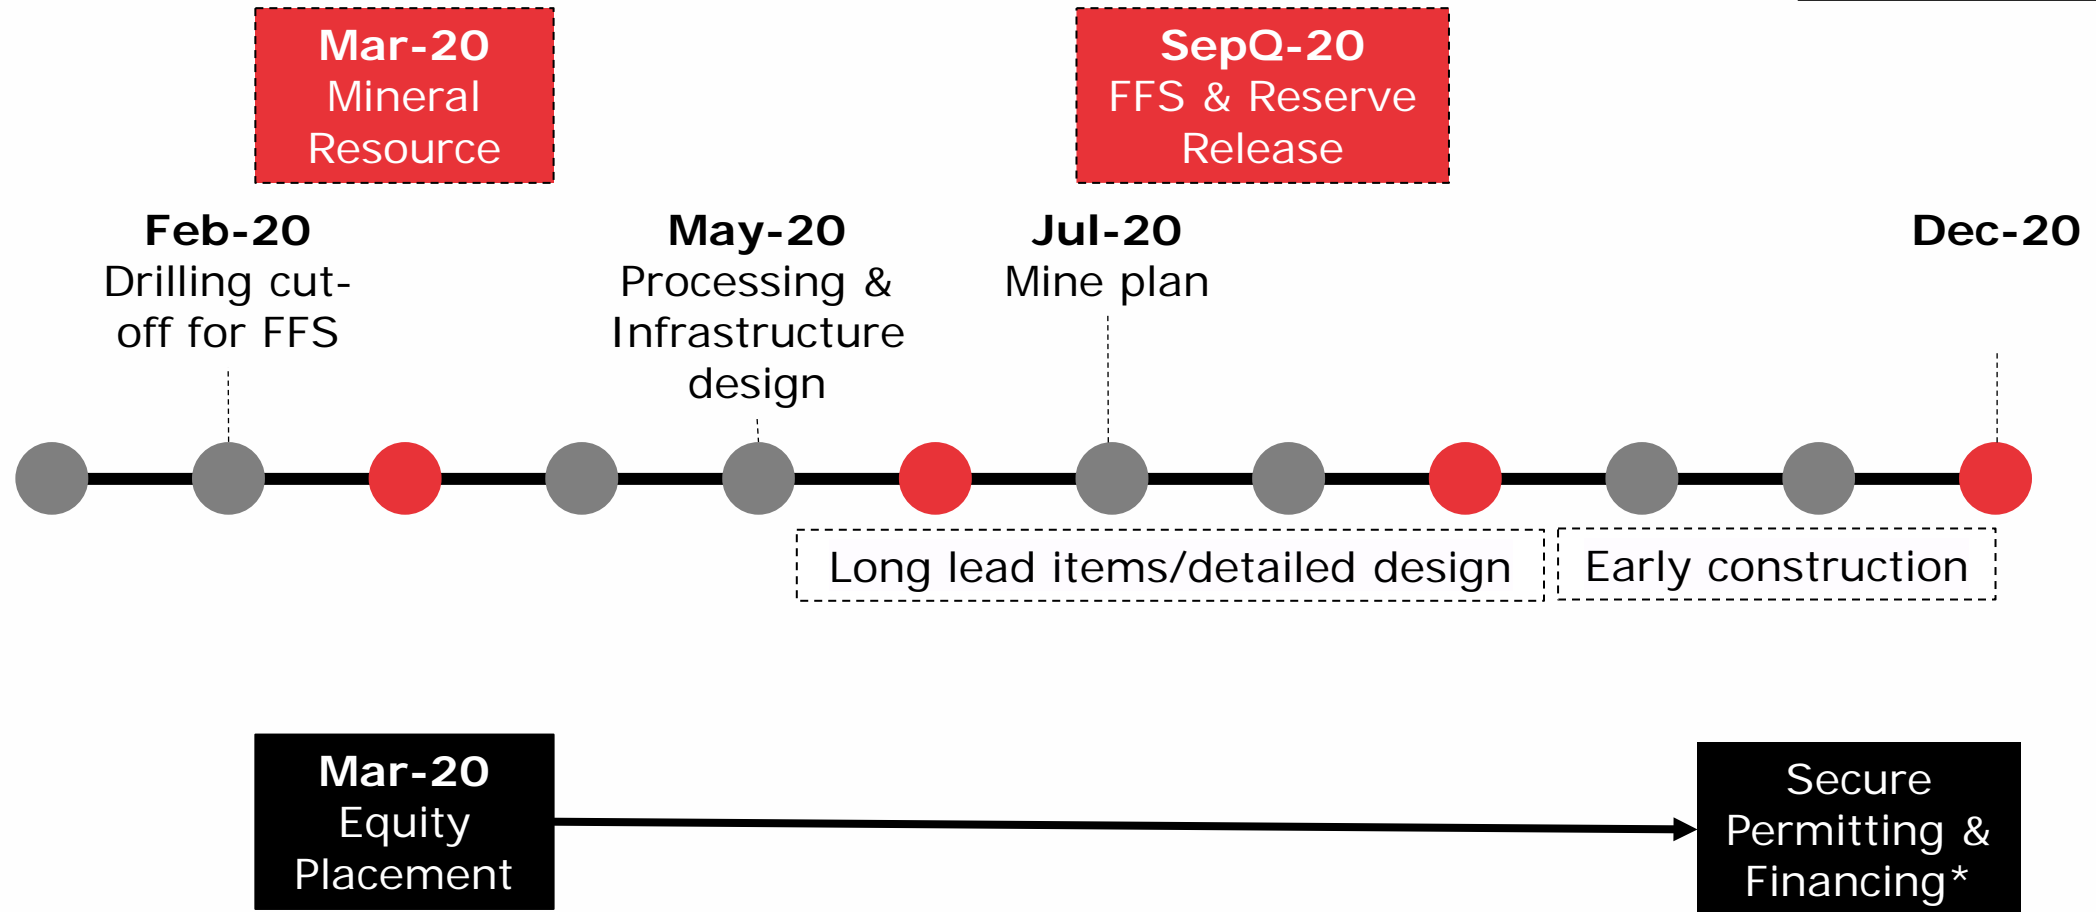 Mar-20
Mineral
Resource
SepQ-20
FFS & Reserve
Release
Feb-20
Drilling cut-
off for FFS
May-20
Processing &
Infrastructure
design
Jul-20
Mine plan
Dec-20
Long lead items/detailed design
Early construction
Mar-20
Equity
Placement
Secure
Permitting &
Financing*